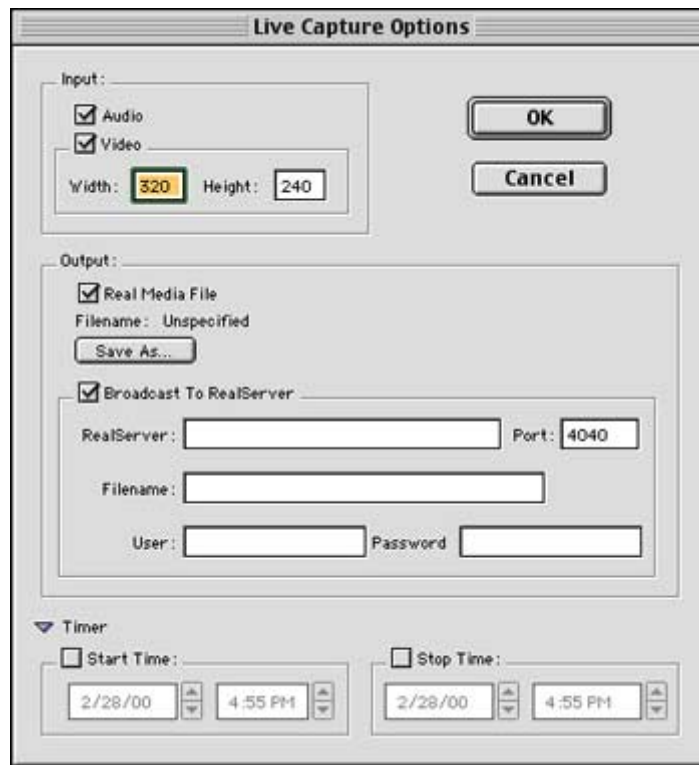 Live Capture Options
Input:
Audio
Video
Width: 320 Height: 240
OK
Cancel
Output:
Real Media File
Filename: Unspecified
Save As...
Broadcast To RealServer
RealServer: Port: 4040
Filename:
User: Password
Timer
Start Time: Stop Time:
2/28/00 4:55 PM 2/28/00 4:55 PM